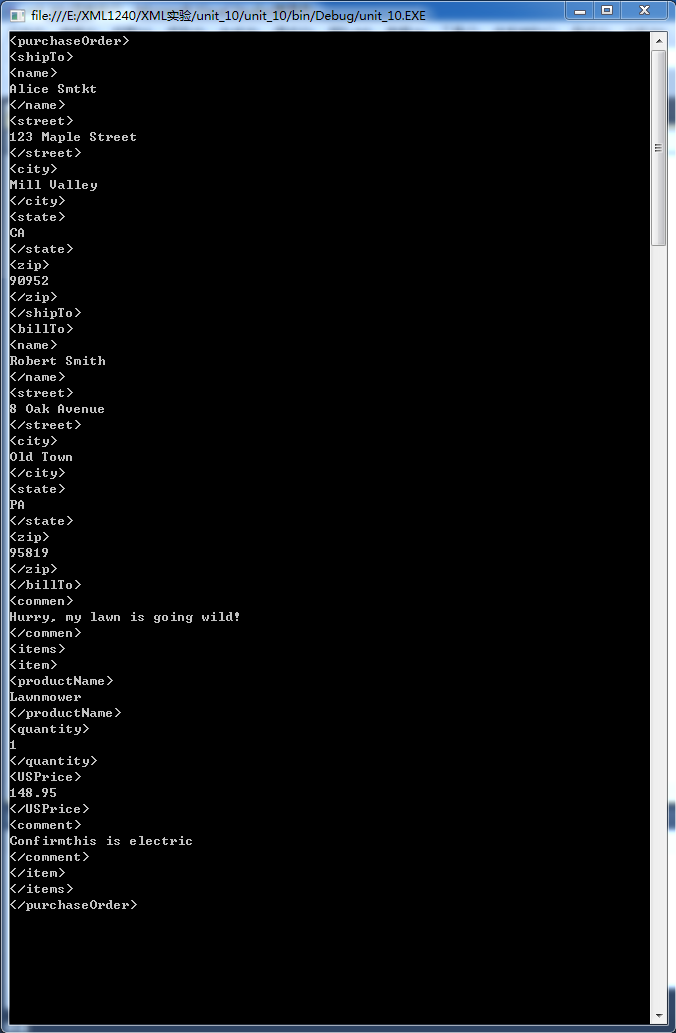 file:///E:/XML1240/XML实验/unit_10/unit_10/bin/Debug/unit_10.EXE
<purchaseOrder>
<shipTo>
<name>
Alice Smtkt
</name>
<street>
123 Maple Street
</street>
<city>
Mill Valley
</city>
<state>
CA
</state>
<zip>
90952
</zip>
</shipTo>
<billTo>
<name>
Robert Smith
</name>
<street>
8 Oak Avenue
</street>
<city>
Old Town
</city>
<state>
PA
</state>
<zip>
95819
</zip>
</billTo>
<commen>
Hurry, my lawn is going wild!
</commen>
<items>
<item>
<productName>
Lawnmower
</productName>
<quantity>
1
</quantity>
<USPrice>
148.95
</USPrice>
<comment>
Confirmthis is electric
</comment>
</item>
</items>
</purchaseOrder>